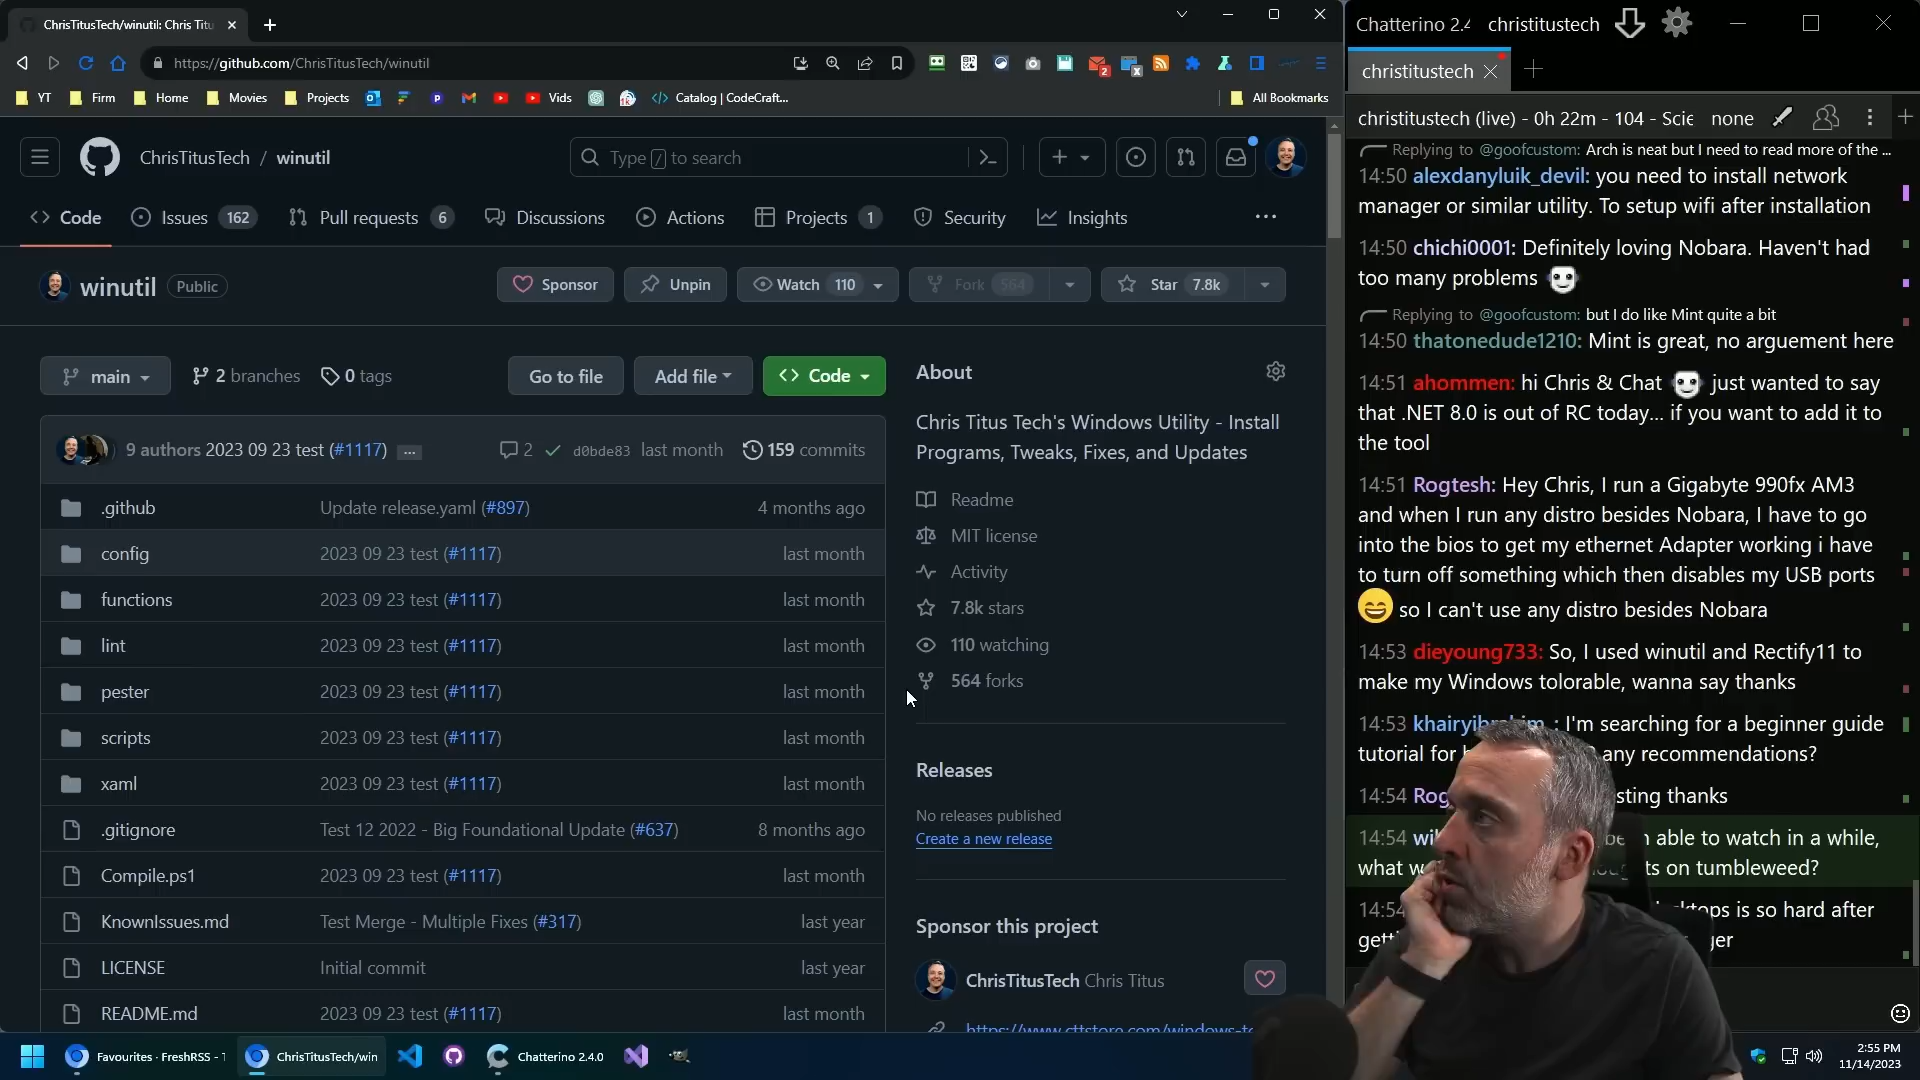 ChrisTitusTech/winutil: Chris Titu
https://github.com/ChrisTitusTech/winutil
2
YT
Firm
Home
Movies
Projects
Vids
Catalog | CodeCraft...
All Bookmarks
ChrisTitusTech / winutil
Type / to search
Code
Issues 162
Pull requests 6
Discussions
Actions
Projects 1
Security
Insights
winutil Public
Sponsor
Unpin
Watch 110
Fork 564
Star 7.8k
main
2 branches
0 tags
Go to file
Add file
Code
9 authors 2023 09 23 test (#1117) ...
2
d0bde83 last month
159 commits
.github Update release.yaml (#897) 4 months ago
config 2023 09 23 test (#1117) last month
functions 2023 09 23 test (#1117) last month
lint 2023 09 23 test (#1117) last month
pester 2023 09 23 test (#1117) last month
scripts 2023 09 23 test (#1117) last month
xaml 2023 09 23 test (#1117) last month
.gitignore Test 12 2022 - Big Foundational Update (#637) 8 months ago
Compile.ps1 2023 09 23 test (#1117) last month
KnownIssues.md Test Merge - Multiple Fixes (#317) last year
LICENSE Initial commit last year
README.md 2023 09 23 test (#1117) last month
About
Chris Titus Tech's Windows Utility - Install
Programs, Tweaks, Fixes, and Updates
Readme
MIT license
Activity
7.8k stars
110 watching
564 forks
Releases
No releases published
Create a new release
Sponsor this project
ChrisTitusTech Chris Titus
https://www.cttstore.com/windows-to
Chatterino 2.4 christitustech
christitustech
christitustech (live) - 0h 22m - 104 - Scie none
Replying to @goofcustom: Arch is neat but I need to read more of the ...
14:50 alexdanyluik_devil: you need to install network
manager or similar utility. To setup wifi after installation
14:50 chichi0001: Definitely loving Nobara. Haven't had
too many problems
Replying to @goofcustom: but I do like Mint quite a bit
14:50 thatonedude1210: Mint is great, no arguement here
14:51 ahommen: hi Chris & Chat just wanted to say
that .NET 8.0 is out of RC today... if you want to add it to
the tool
14:51 Rogtesh: Hey Chris, I run a Gigabyte 990fx AM3
and when I run any distro besides Nobara, I have to go
into the bios to get my ethernet Adapter working i have
to turn off something which then disables my USB ports
so I can't use any distro besides Nobara
14:53 dieyoung733: So, I used winutil and Rectify11 to
make my Windows tolorable, wanna say thanks
14:53 I'm searching for a beginner guide
tutorial for any recommendations?
14:54 Rog sting thanks
14:54 able to watch in a while,
what on tumbleweed?
14:54 is so hard after
Favourites · FreshRSS - T
ChrisTitusTech/win
Chatterino 2.4.0
2:55 PM
11/14/2023